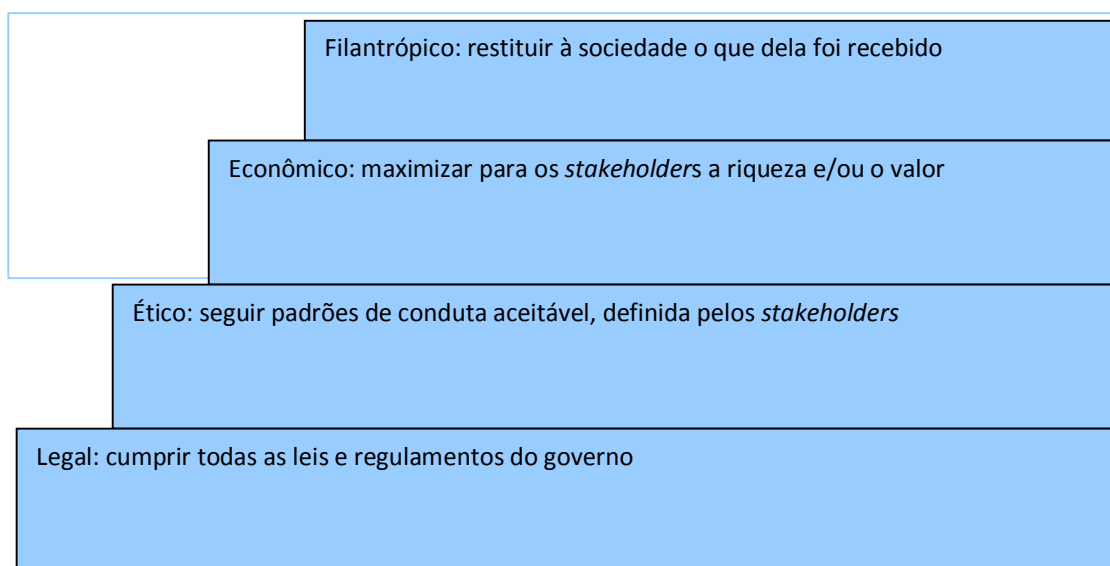 Filantrópico: restituir à sociedade o que dela foi recebido
Econômico: maximizar para os stakeholders a riqueza e/ou o valor
Ético: seguir padrões de conduta aceitável, definida pelos stakeholders
Legal: cumprir todas as leis e regulamentos do governo